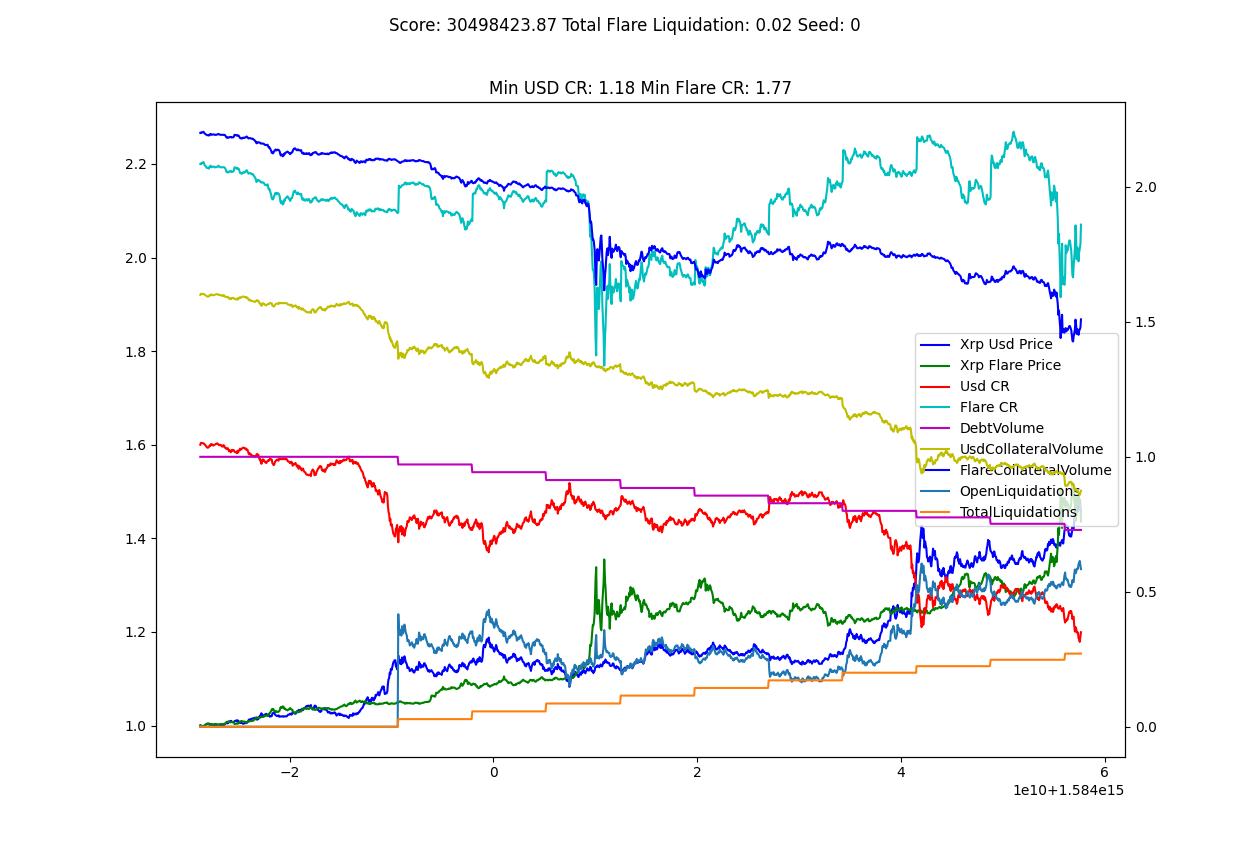 Score: 30498423.87 Total Flare Liquidation: 0.02 Seed: 0
Min USD CR: 1.18 Min Flare CR: 1.77
2.2
2.0
1.8
1.6
1.4
1.2
1.0
2.0
1.5
1.0
0.5
0.0
Xrp Usd Price
Xrp Flare Price
Usd CR
Flare CR
DebtVolume
UsdCollateralVolume
FlareCollateralVolume
OpenLiquidations
TotalLiquidations
−2
0
2
4
6
1e10+1.584e15